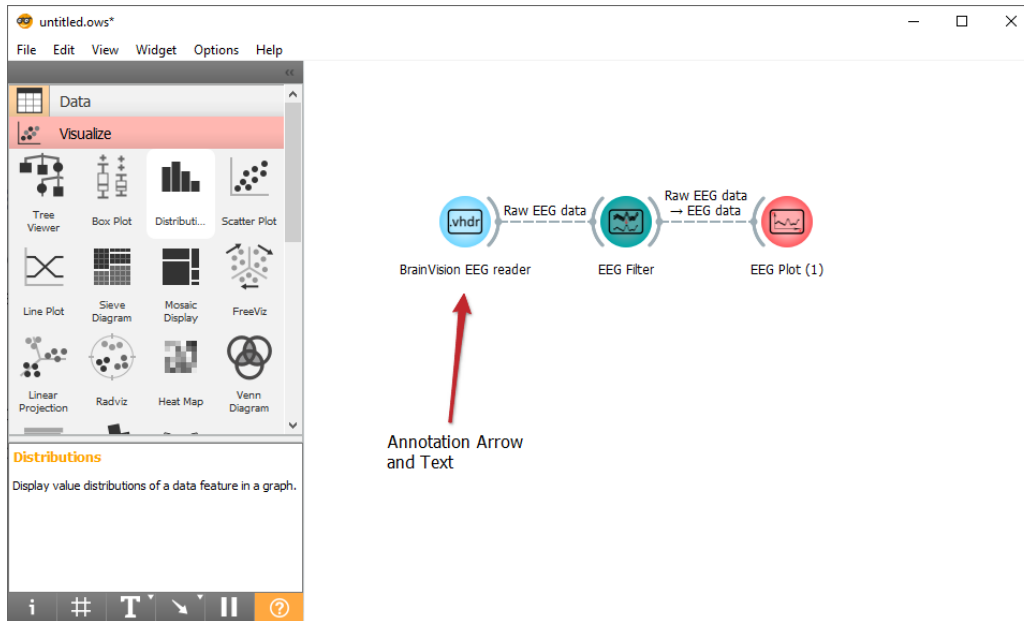 untitled.ows*
File Edit View Widget Options Help
Data
Visualize
Tree
Viewer
Box Plot
Distributi...
Scatter Plot
Line Plot
Sieve
Diagram
Mosaic
Display
FreeViz
Linear
Projection
Radviz
Heat Map
Venn
Diagram
Distributions
Display value distributions of a data feature in a graph.
i # T ?
.vhdr
Raw EEG data
Raw EEG data
→ EEG data
BrainVision EEG reader
EEG Filter
EEG Plot (1)
Annotation Arrow
and Text